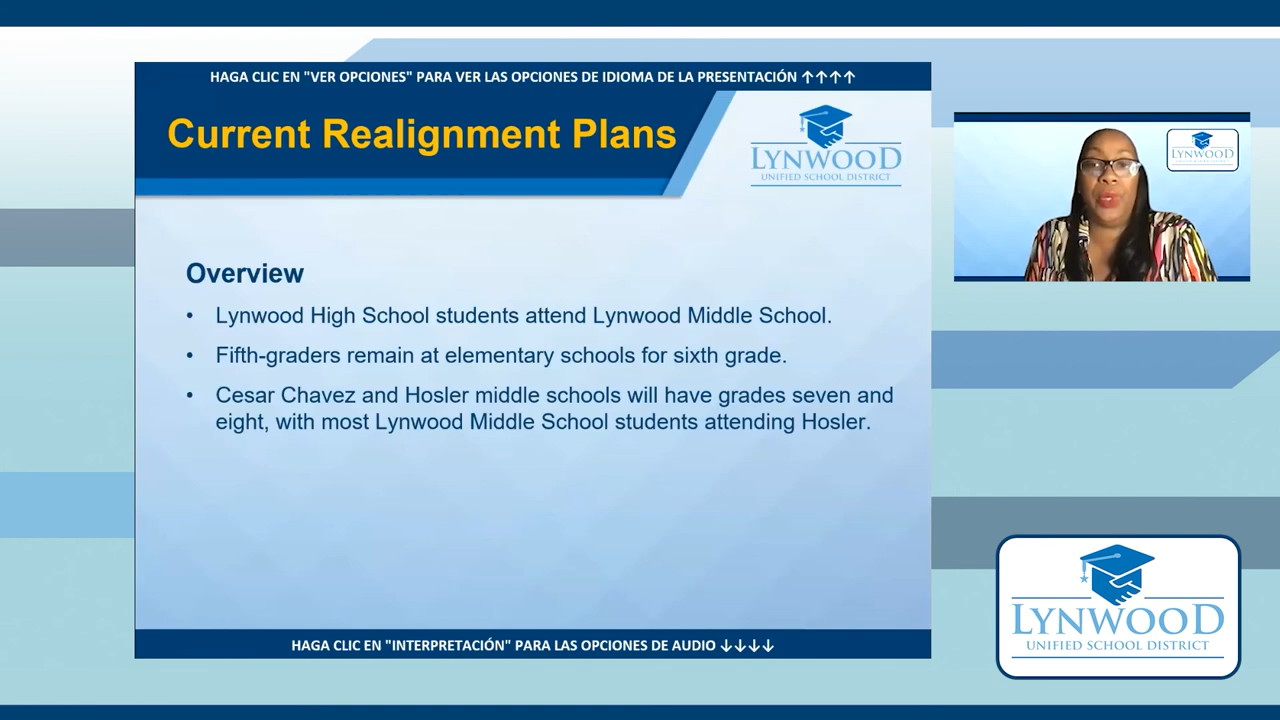 HAGA CLIC EN "VER OPCIONES" PARA VER LAS OPCIONES DE IDIOMA DE LA PRESENTACIÓN ↑↑↑↑
Current Realignment Plans
LYNWOOD
UNIFIED SCHOOL DISTRICT
LYNWOOD
Overview
• Lynwood High School students attend Lynwood Middle School.
• Fifth-graders remain at elementary schools for sixth grade.
• Cesar Chavez and Hosler middle schools will have grades seven and
eight, with most Lynwood Middle School students attending Hosler.
LYNWOOD
UNIFIED SCHOOL DISTRICT
HAGA CLIC EN "INTERPRETACIÓN" PARA LAS OPCIONES DE AUDIO ↓↓↓↓